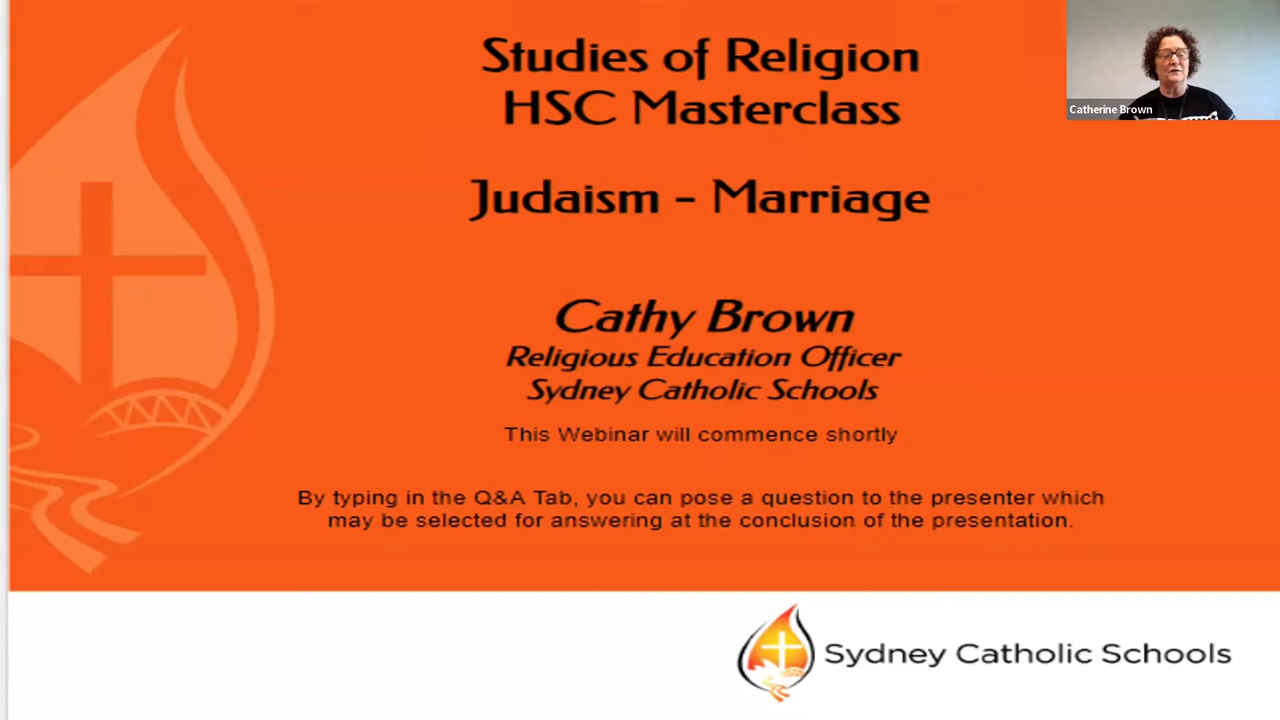 Studies of Religion
HSC Masterclass
Judaism - Marriage
Cathy Brown
Religious Education Officer
Sydney Catholic Schools
This Webinar will commence shortly
By typing in the Q&A Tab, you can pose a question to the presenter which
may be selected for answering at the conclusion of the presentation.
Catherine Brown
Sydney Catholic Schools